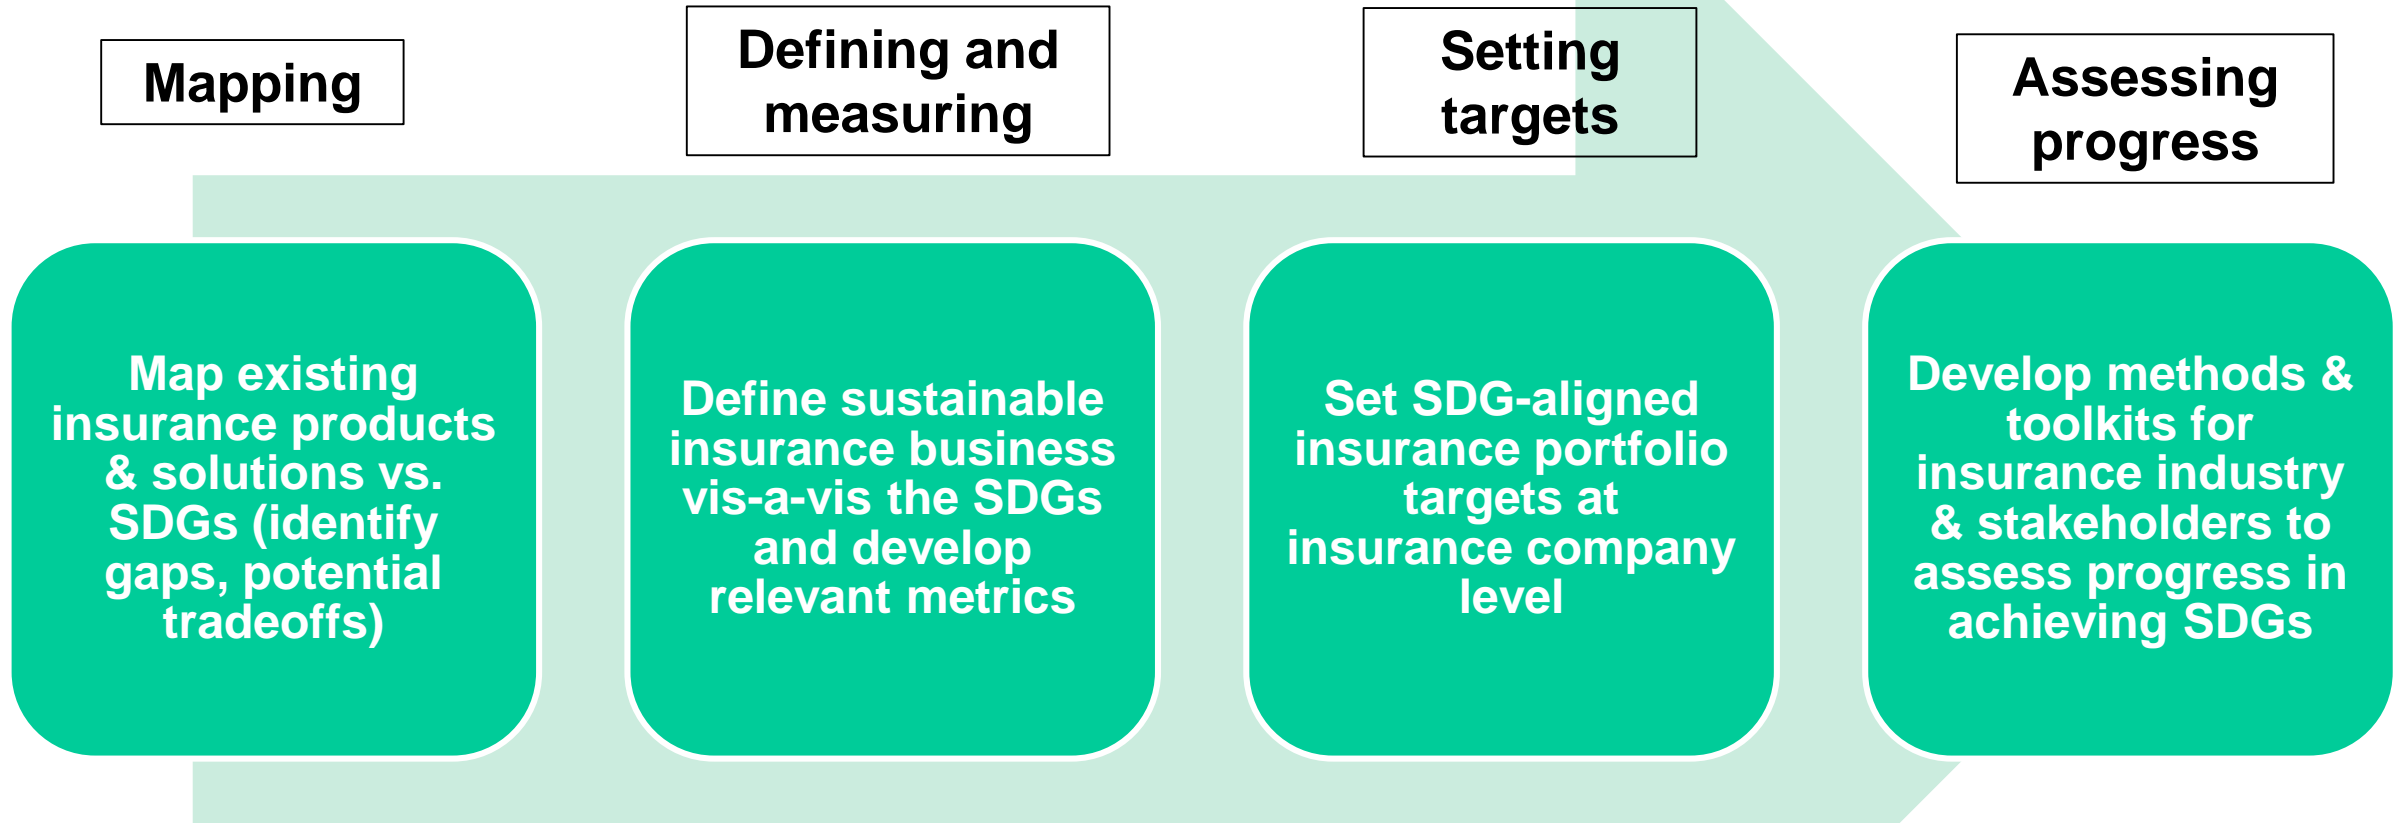 Mapping
Defining and
measuring
Setting
targets
Assessing
progress
Map existing
insurance products
& solutions vs.
SDGs (identify
gaps, potential
tradeoffs)
Define sustainable
insurance business
vis-a-vis the SDGs
and develop
relevant metrics
Set SDG-aligned
insurance portfolio
targets at
insurance company
level
Develop methods &
toolkits for
insurance industry
& stakeholders to
assess progress in
achieving SDGs